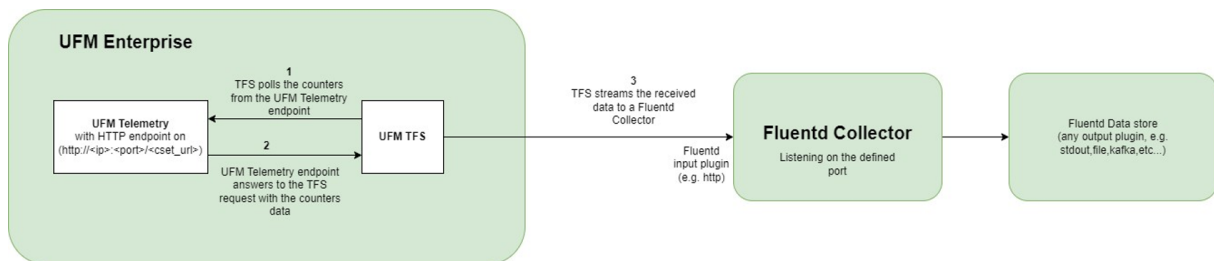 UFM Enterprise
1
TFS polls the counters
from the UFM Telemetry
endpoint
UFM Telemetry
with HTTP endpoint on
(http://<ip>:<port>/<cset_url>)
UFM TFS
2
UFM Telemetry endpoint
answers to the TFS
request with the counters
data
3
TFS streams the received
data to a Fluentd
Collector
Fluentd
input plugin
(e.g. http)
Fluentd Collector
Listening on the defined
port
Fluentd Data store
(any output plugin, e.g.
stdout,file,kafka,etc...)